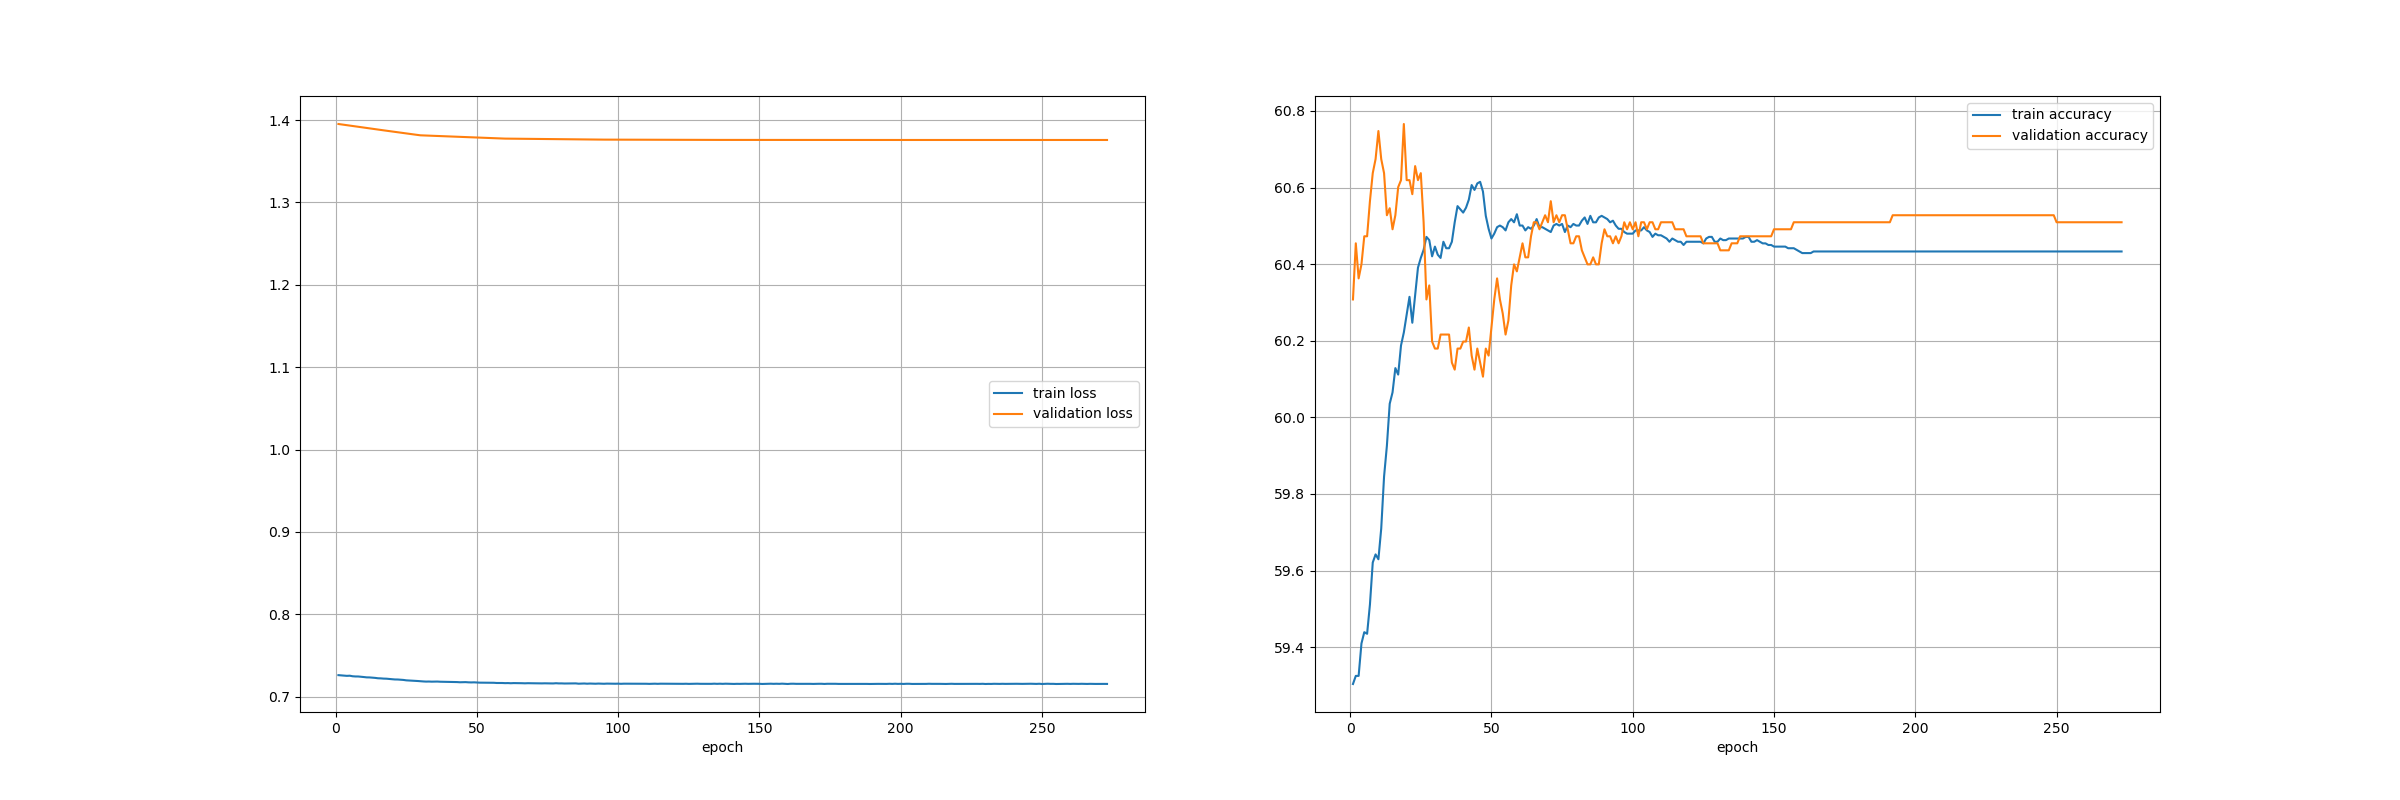 1.4
1.3
1.2
1.1
1.0
0.9
0.8
0.7
0 50 100 150 200 250
epoch
train loss
validation loss
60.8
60.6
60.4
60.2
60.0
59.8
59.6
59.4
0 50 100 150 200 250
epoch
train accuracy
validation accuracy